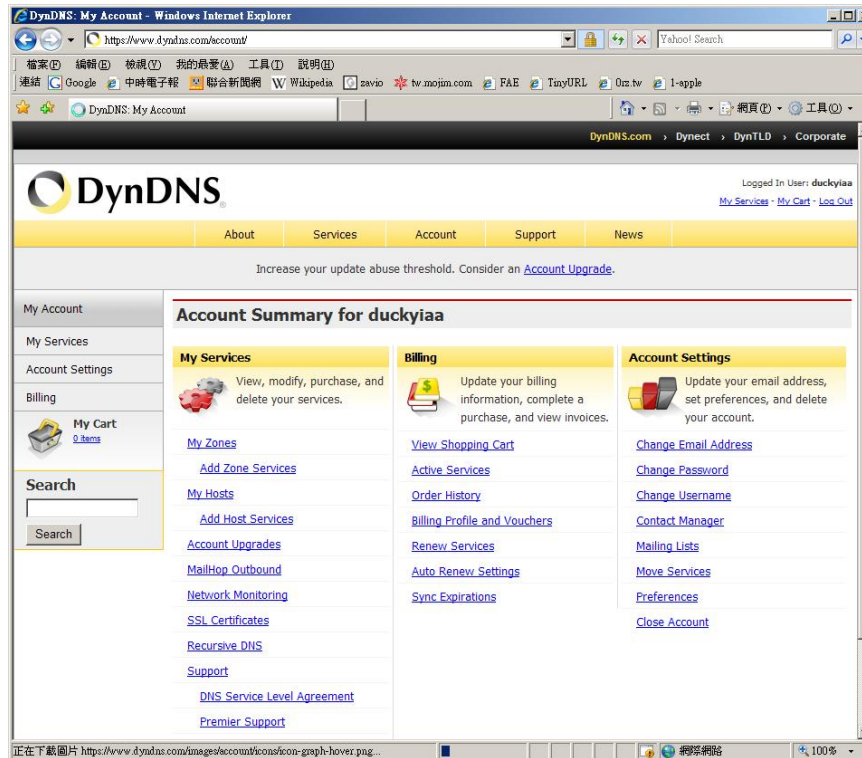 DynDNS: My Account - Windows Internet Explorer
https://www.dyndns.com/account/
Yahoo! Search
檔案(F) 編輯(E) 檢視(V) 我的最愛(A) 工具(T) 說明(H)
連結 Google 中時電子報 聯合新聞網 Wikipedia zavio tw.mojim.com FAE TinyURL 0rz.tw 1-apple
DynDNS: My Account
網頁(P) 工具(O)
DynDNS.com › Dynect › DynTLD › Corporate
DynDNS
Logged In User: duckyiaa
My Services - My Cart - Log Out
About Services Account Support News
Increase your update abuse threshold. Consider an Account Upgrade.
My Account
My Services
Account Settings
Billing
My Cart
0 items
Search
Search
Account Summary for duckyiaa
My Services
View, modify, purchase, and
delete your services.
My Zones
Add Zone Services
My Hosts
Add Host Services
Account Upgrades
MailHop Outbound
Network Monitoring
SSL Certificates
Recursive DNS
Support
DNS Service Level Agreement
Premier Support
Billing
Update your billing
information, complete a
purchase, and view invoices.
View Shopping Cart
Active Services
Order History
Billing Profile and Vouchers
Renew Services
Auto Renew Settings
Sync Expirations
Account Settings
Update your email address,
set preferences, and delete
your account.
Change Email Address
Change Password
Change Username
Contact Manager
Mailing Lists
Move Services
Preferences
Close Account
正在下載圖片 https://www.dyndns.com/images/account/icons/icon-graph-hover.png...
網際網路
100%